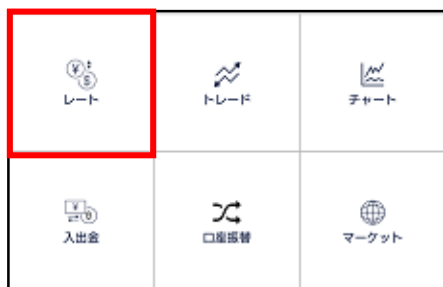 レート
トレード
チャート
入出金
口座振替
マーケット